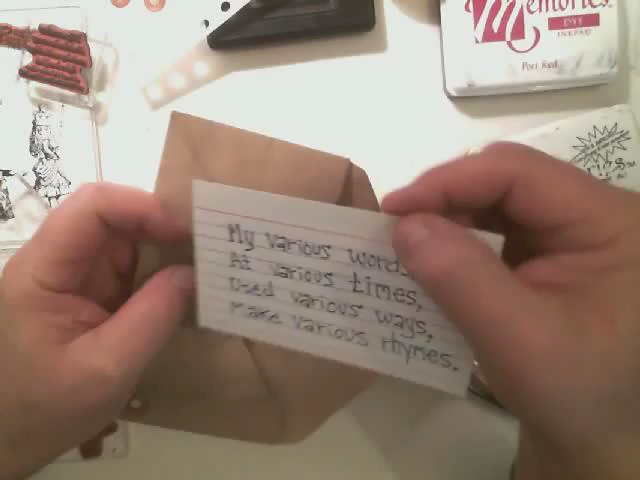 Memories
DYE
INKPAD
Port Red
My various words
At various times,
Used various ways,
Make various rhymes.